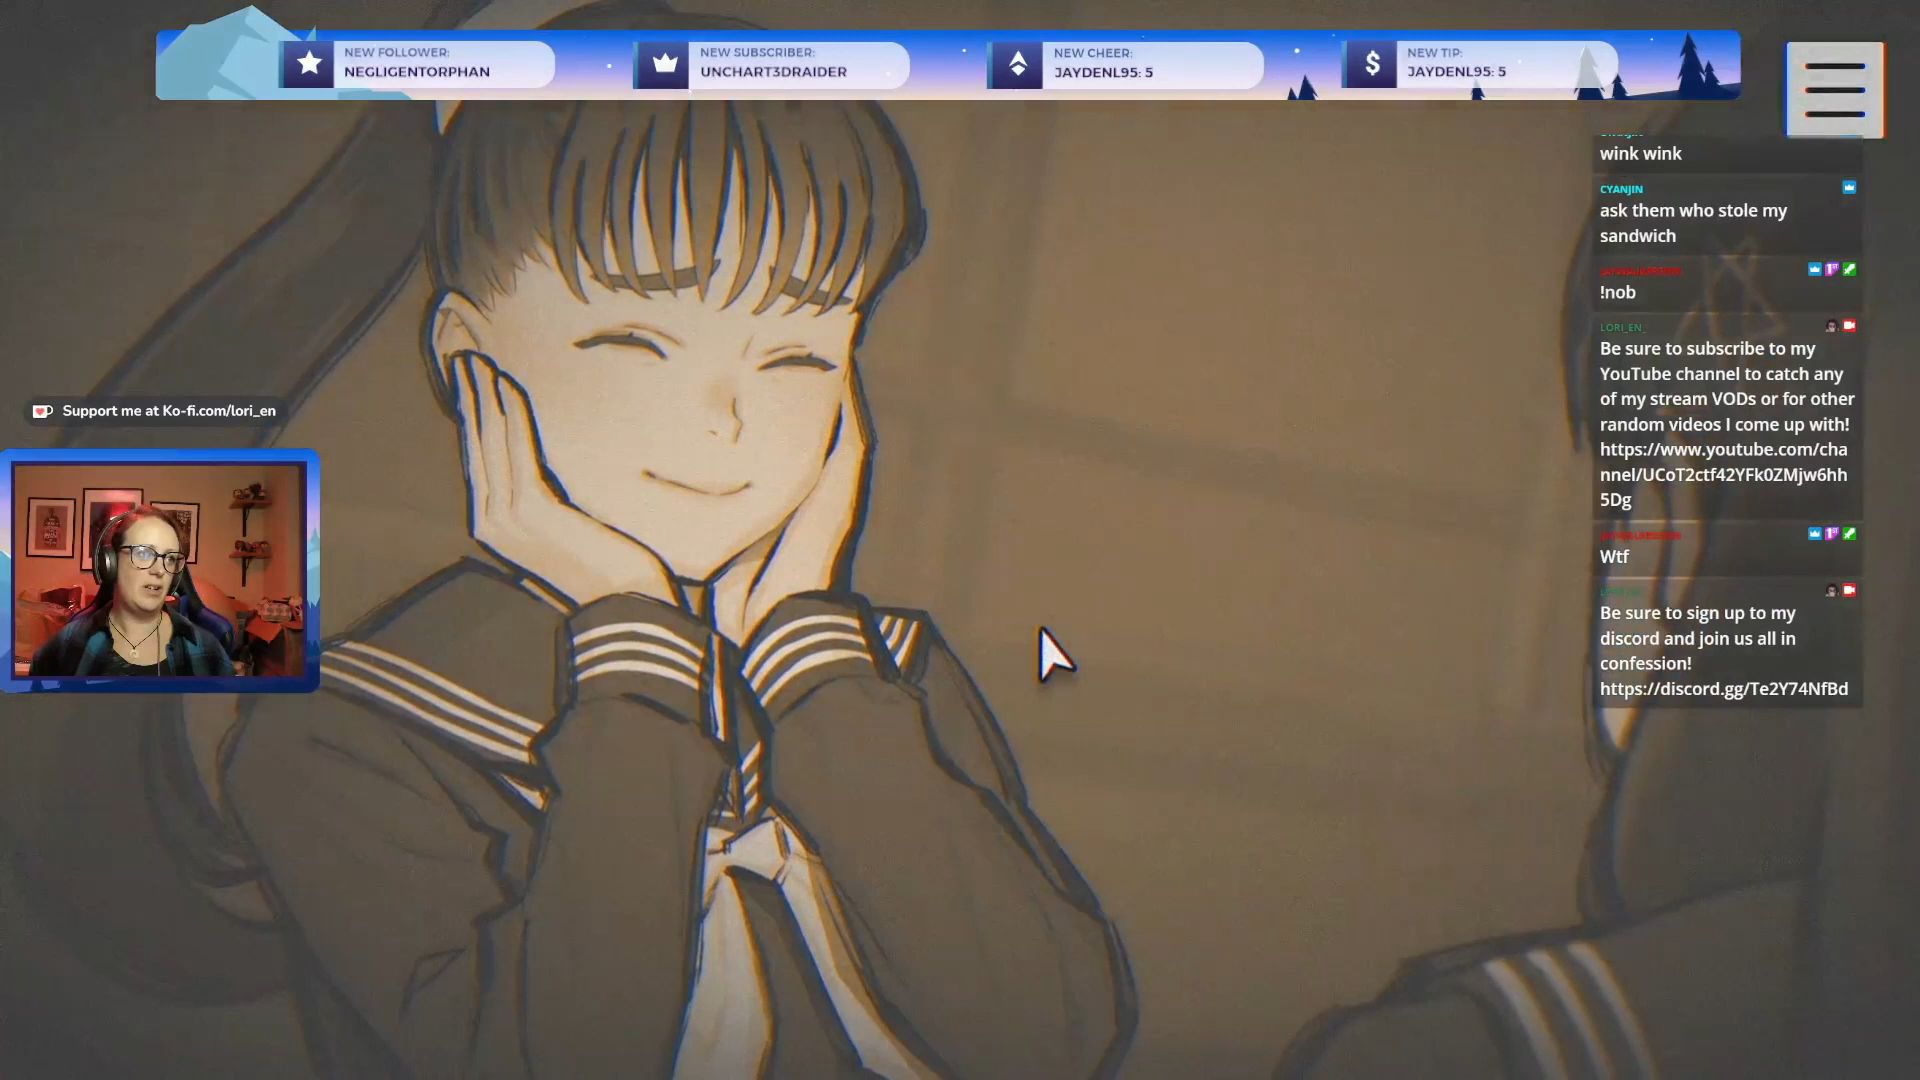 NEW FOLLOWER:
NEGLIGENTORPHAN
NEW SUBSCRIBER:
UNCHART3DRAIDER
NEW CHEER:
JAYDENL95: 5
NEW TIP:
JAYDENL95: 5
wink wink
CYANJIN
ask them who stole my
sandwich
!nob
LORI_EN_
Be sure to subscribe to my
YouTube channel to catch any
of my stream VODs or for other
random videos I come up with!
https://www.youtube.com/cha
nnel/UCoT2ctf42YFk0ZMjw6hh
5Dg
Wtf
Be sure to sign up to my
discord and join us all in
confession!
https://discord.gg/Te2Y74NfBd
Support me at Ko-fi.com/lori_en